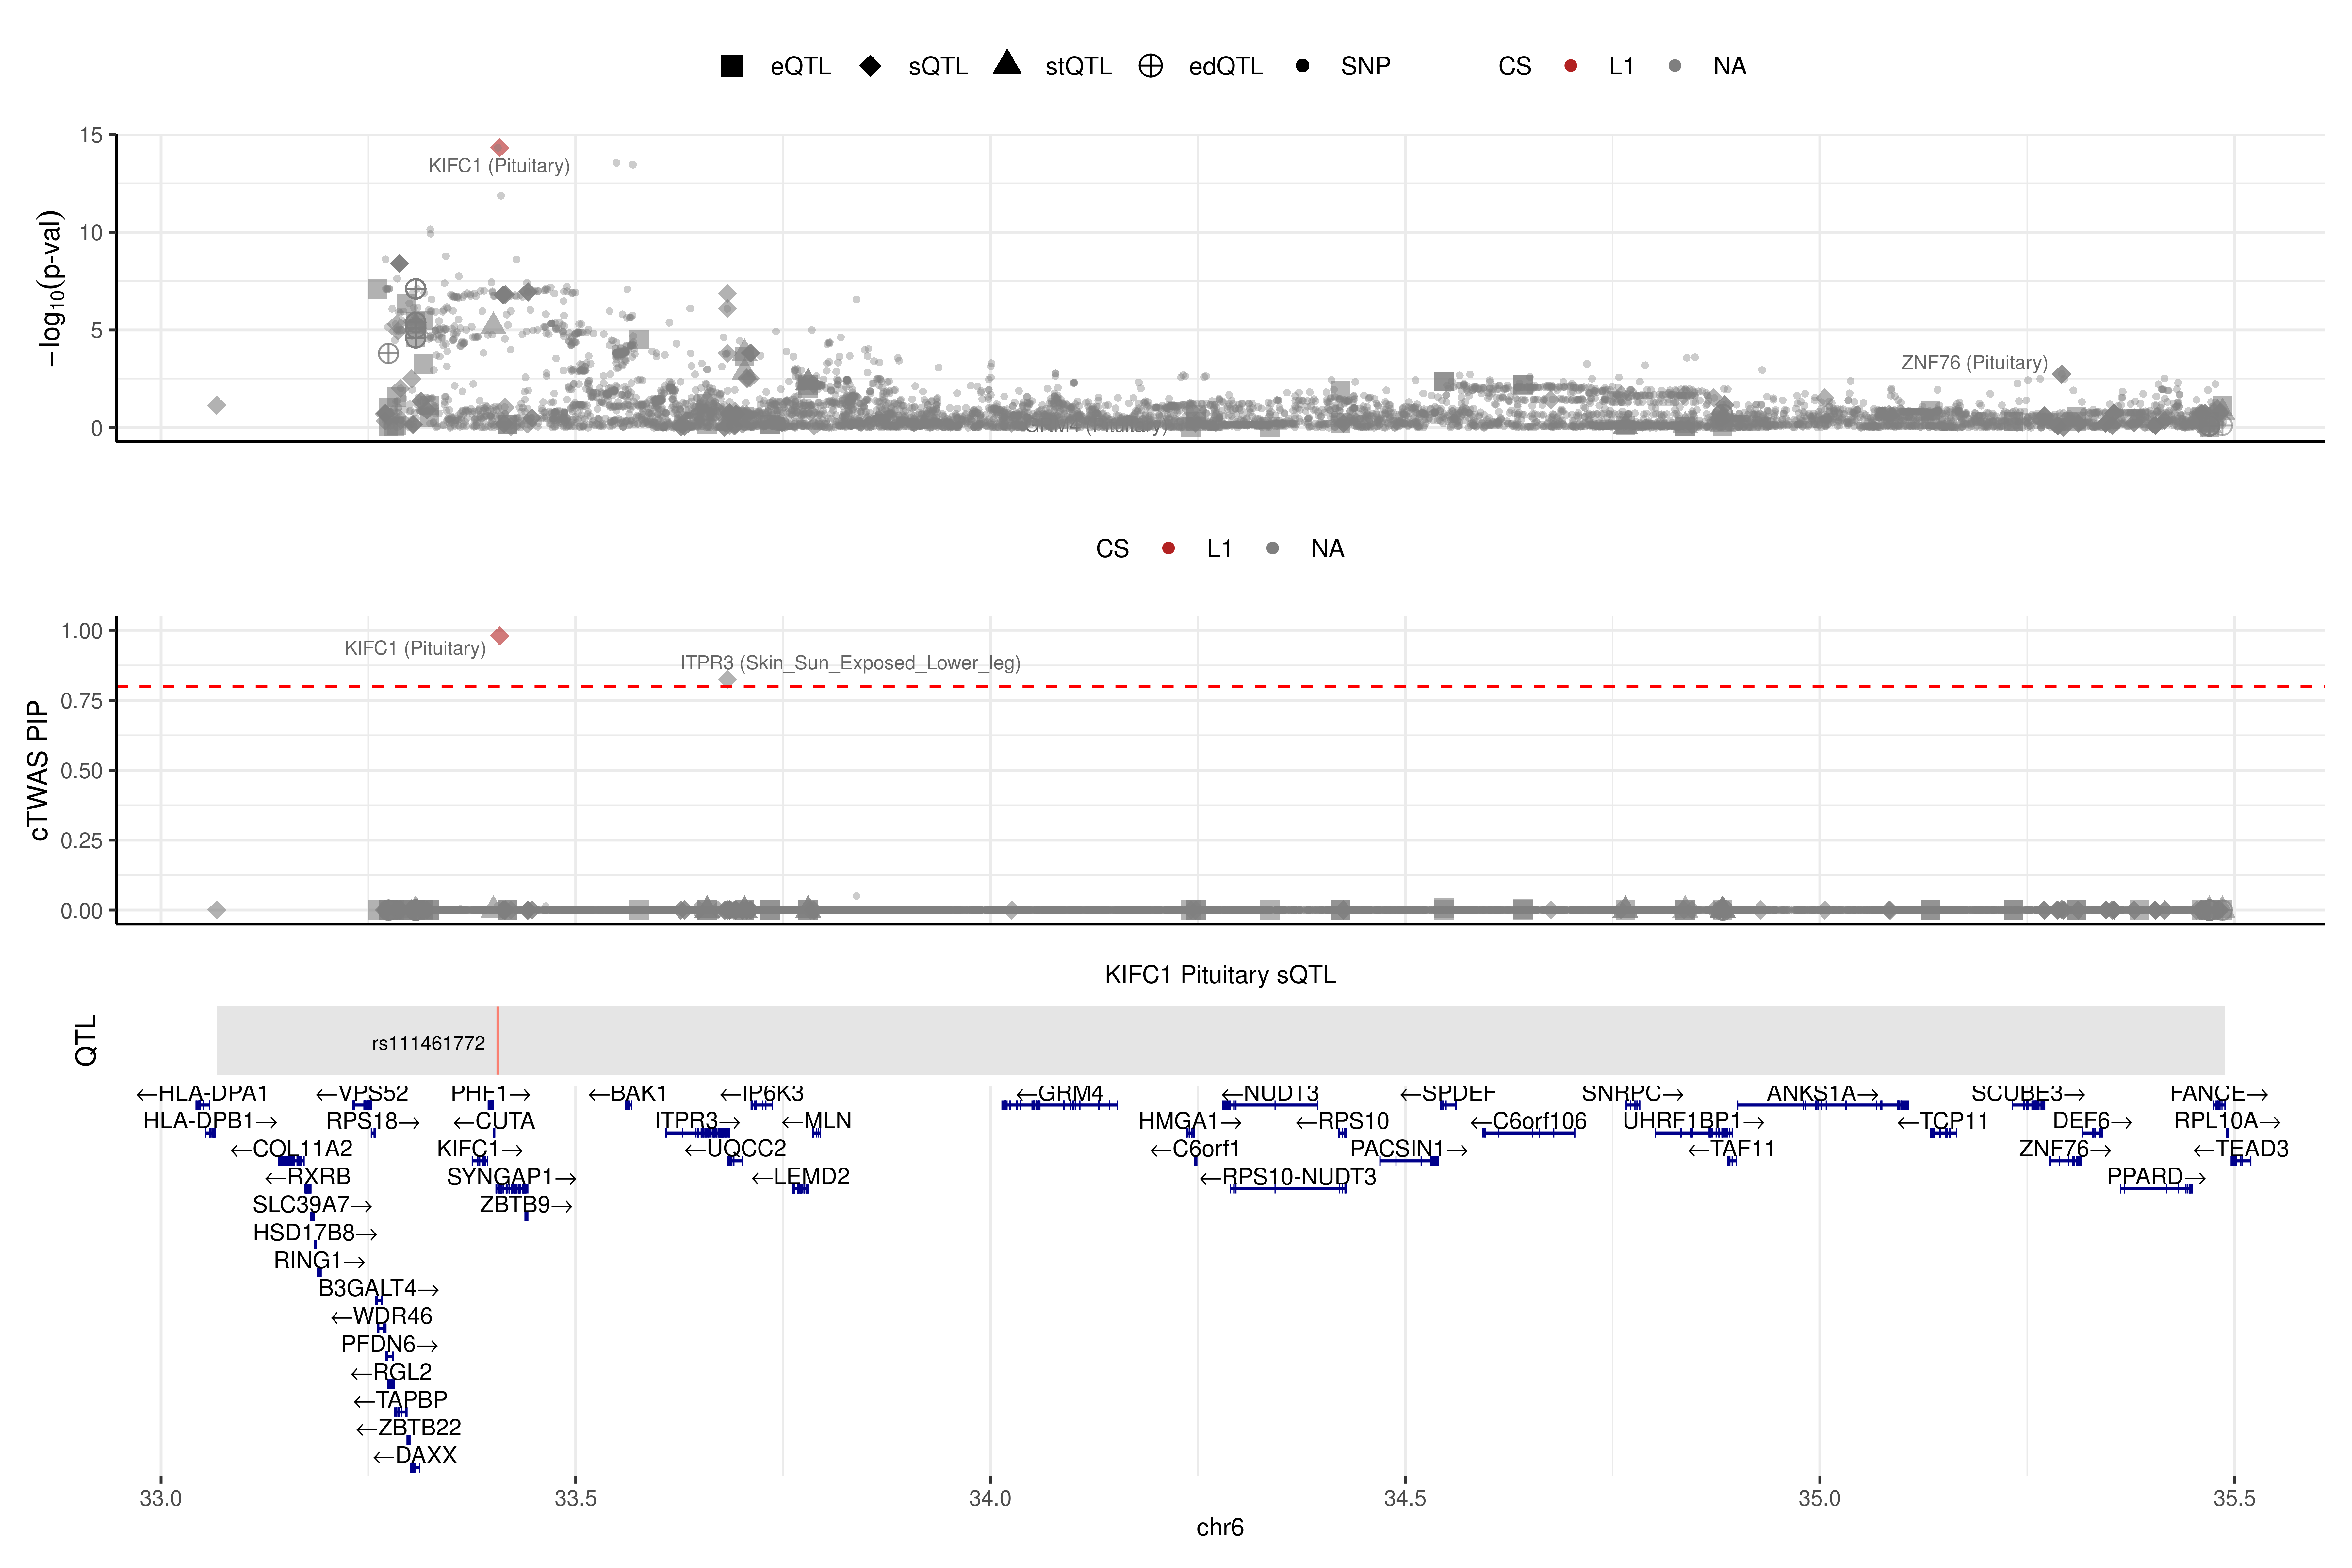 eQTL sQTL stQTL edQTL SNP CS L1 NA
−log10(p-val)
15
10
5
0
KIFC1 (Pituitary)
ZNF76 (Pituitary)
GRM4 (Pituitary)
CS L1 NA
cTWAS PIP
1.00
0.75
0.50
0.25
0.00
KIFC1 (Pituitary)
ITPR3 (Skin_Sun_Exposed_Lower_leg)
KIFC1 Pituitary sQTL
QTL
rs111461772
←HLA-DPA1 ←VPS52 PHF1→ ←BAK1 ←IP6K3 ←GRM4 ←NUDT3 ←SPDEF SNRPC→ ANKS1A→ SCUBE3→ FANCE→
HLA-DPB1→ RPS18→ ←CUTA ITPR3→ ←MLN HMGA1→ ←RPS10 ←C6orf106 UHRF1BP1→ ←TCP11 DEF6→ RPL10A→
←COL11A2 KIFC1→ ←UQCC2 ←C6orf1 PACSIN1→ ←TAF11 ZNF76→ ←TEAD3
←RXRB SYNGAP1→ ←LEMD2 ←RPS10-NUDT3 PPARD→
SLC39A7→ ZBTB9→
HSD17B8→
RING1→
B3GALT4→
←WDR46
PFDN6→
←RGL2
←TAPBP
←ZBTB22
←DAXX
33.0 33.5 34.0 34.5 35.0 35.5
chr6